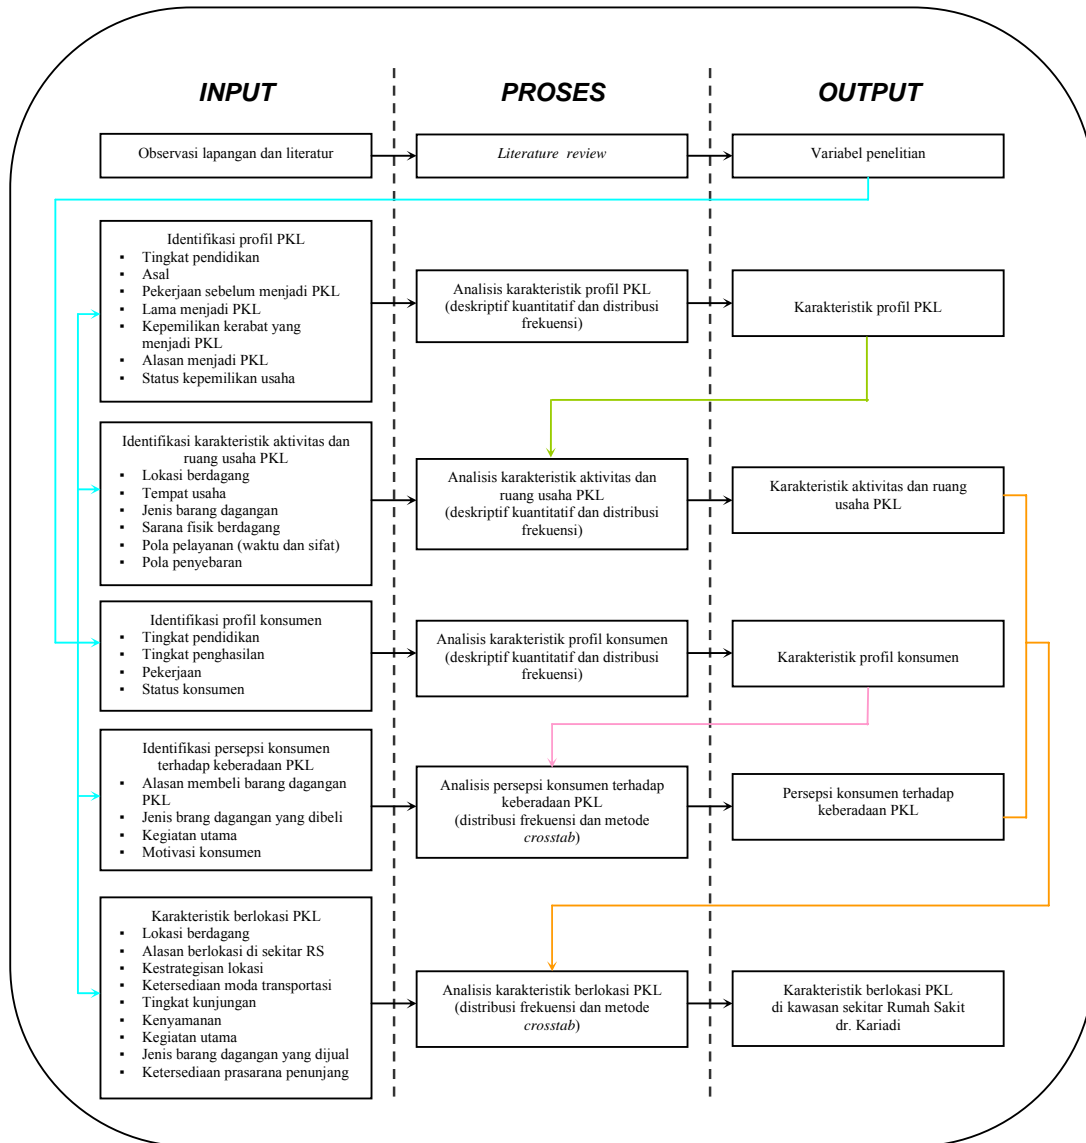 INPUT
PROSES
OUTPUT
Observasi lapangan dan literatur
Literature review
Variabel penelitian
Identifikasi profil PKL
▪ Tingkat pendidikan
▪ Asal
▪ Pekerjaan sebelum menjadi PKL
▪ Lama menjadi PKL
▪ Kepemilikan kerabat yang
menjadi PKL
▪ Alasan menjadi PKL
▪ Status kepemilikan usaha
Analisis karakteristik profil PKL
(deskriptif kuantitatif dan distribusi
frekuensi)
Karakteristik profil PKL
Identifikasi karakteristik aktivitas dan
ruang usaha PKL
▪ Lokasi berdagang
▪ Tempat usaha
▪ Jenis barang dagangan
▪ Sarana fisik berdagang
▪ Pola pelayanan (waktu dan sifat)
▪ Pola penyebaran
Analisis karakteristik aktivitas dan
ruang usaha PKL
(deskriptif kuantitatif dan distribusi
frekuensi)
Karakteristik aktivitas dan ruang
usaha PKL
Identifikasi profil konsumen
▪ Tingkat pendidikan
▪ Tingkat penghasilan
▪ Pekerjaan
▪ Status konsumen
Analisis karakteristik profil konsumen
(deskriptif kuantitatif dan distribusi
frekuensi)
Karakteristik profil konsumen
Identifikasi persepsi konsumen
terhadap keberadaan PKL
▪ Alasan membeli barang dagangan
PKL
▪ Jenis brang dagangan yang dibeli
▪ Kegiatan utama
▪ Motivasi konsumen
Analisis persepsi konsumen terhadap
keberadaan PKL
(distribusi frekuensi dan metode
crosstab)
Persepsi konsumen terhadap
keberadaan PKL
Karakteristik berlokasi PKL
▪ Lokasi berdagang
▪ Alasan berlokasi di sekitar RS
▪ Kestrategisan lokasi
▪ Ketersediaan moda transportasi
▪ Tingkat kunjungan
▪ Kenyamanan
▪ Kegiatan utama
▪ Jenis barang dagangan yang dijual
▪ Ketersediaan prasarana penunjang
Analisis karakteristik berlokasi PKL
(distribusi frekuensi dan metode
crosstab)
Karakteristik berlokasi PKL
di kawasan sekitar Rumah Sakit
dr. Kariadi